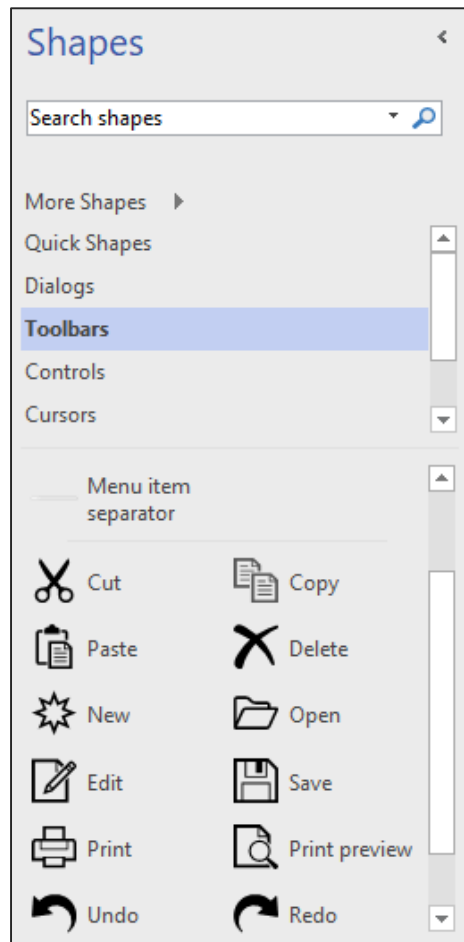 Shapes
Search shapes
More Shapes
Quick Shapes
Dialogs
Toolbars
Controls
Cursors
Menu item
separator
Cut
Copy
Paste
Delete
New
Open
Edit
Save
Print
Print preview
Undo
Redo